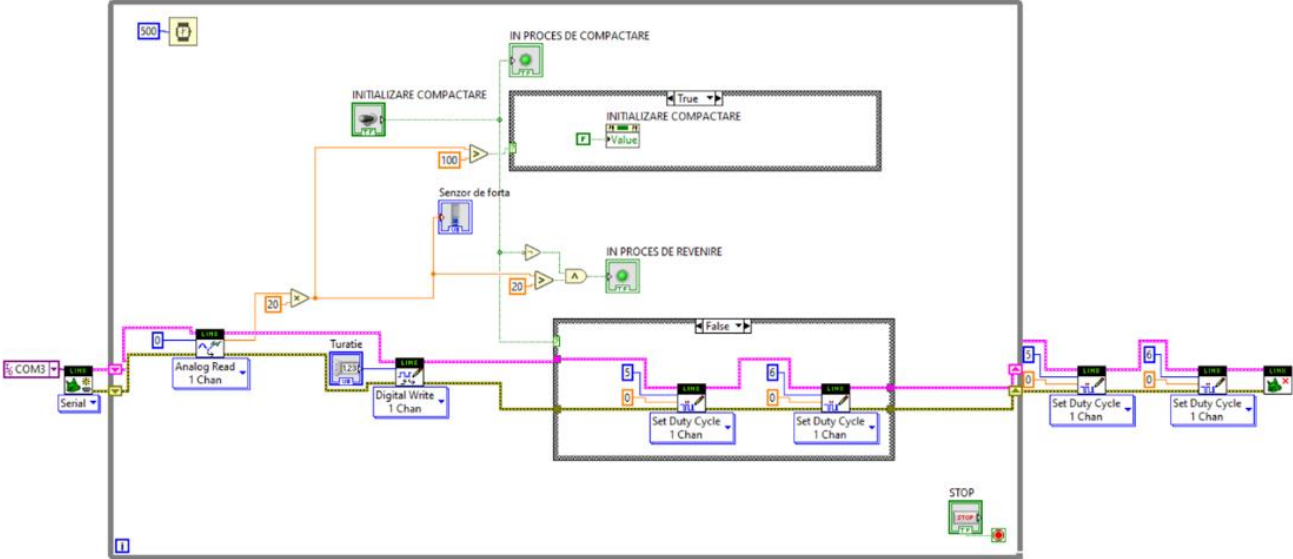 500
IN PROCES DE COMPACTARE
INITIALIZARE COMPACTARE
True
INITIALIZARE COMPACTARE
F
Value
100
Senzor de forta
IN PROCES DE REVENIRE
20
20
False
0
LINX
Analog Read
1 Chan
Turatie
123
LINX
Digital Write
1 Chan
COM3
LINX
Serial
5
0
LINX
Set Duty Cycle
1 Chan
6
0
LINX
Set Duty Cycle
1 Chan
5
0
LINX
Set Duty Cycle
1 Chan
6
0
LINX
Set Duty Cycle
1 Chan
LINX
STOP
STOP
TF
i